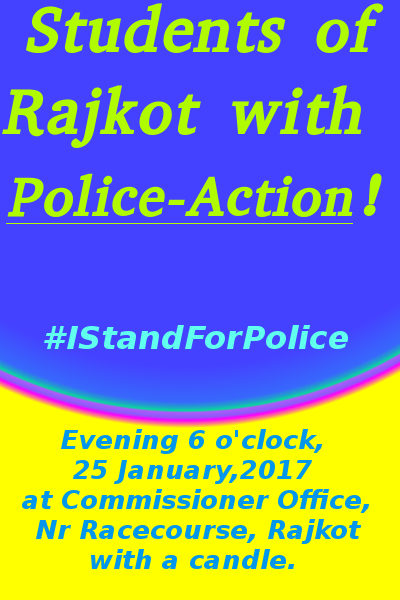 Students of
Rajkot with
Police-Action!
#IStandForPolice
Evening 6 o'clock,
25 January,2017
at Commissioner Office,
Nr Racecourse, Rajkot
with a candle.